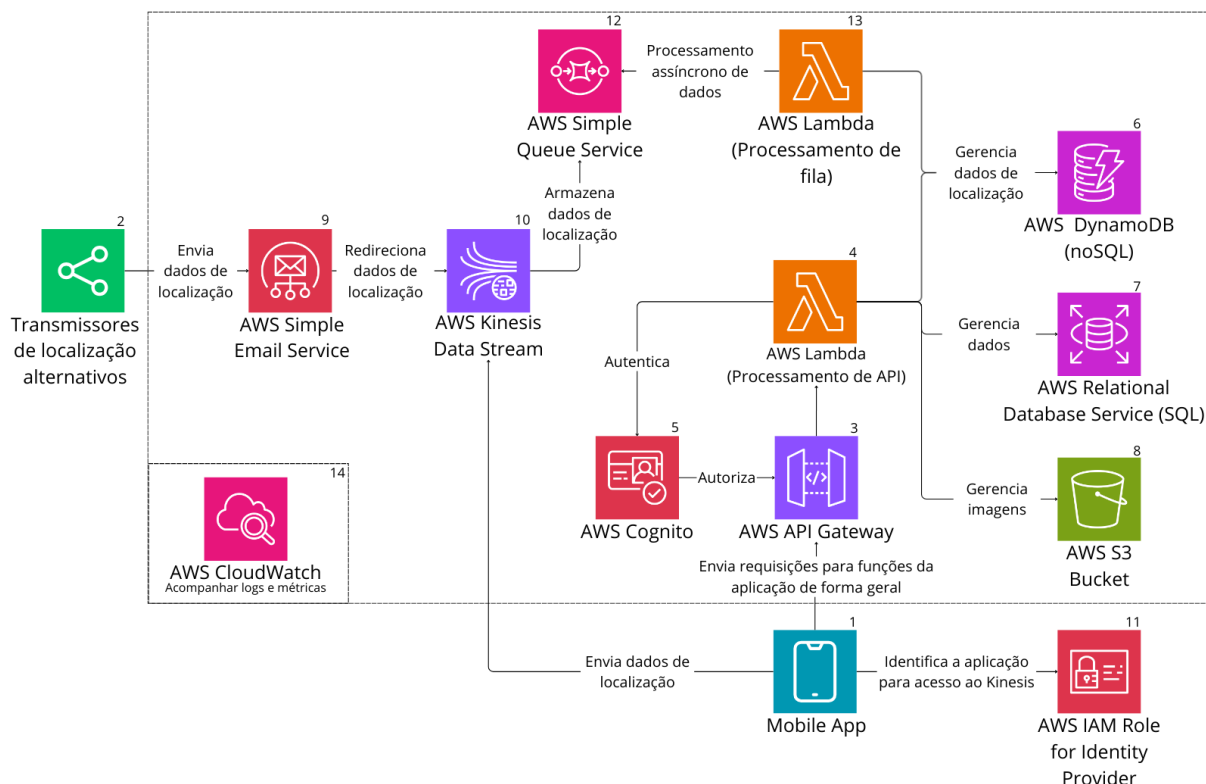 12
AWS Simple
Queue Service
Processamento
assíncrono de
dados
13
AWS Lambda
(Processamento de
fila)
6
Gerencia
dados de
localização
AWS  DynamoDB
(noSQL)
2
Transmissores
de localização
alternativos
Envia
dados de
localização
9
AWS Simple
Email Service
Redireciona
dados de
localização
10
AWS Kinesis
Data Stream
Armazena
dados de
localização
4
AWS Lambda
(Processamento de API)
Autentica
7
Gerencia
dados
AWS Relational
Database Service (SQL)
5
AWS Cognito
Autoriza
3
AWS API Gateway
8
Gerencia
imagens
AWS S3
Bucket
14
AWS CloudWatch
Acompanhar logs e métricas
Envia requisições para funções da
aplicação de forma geral
Envia dados de
localização
1
Mobile App
Identifica a aplicação
para acesso ao Kinesis
11
AWS IAM Role
for Identity
Provider